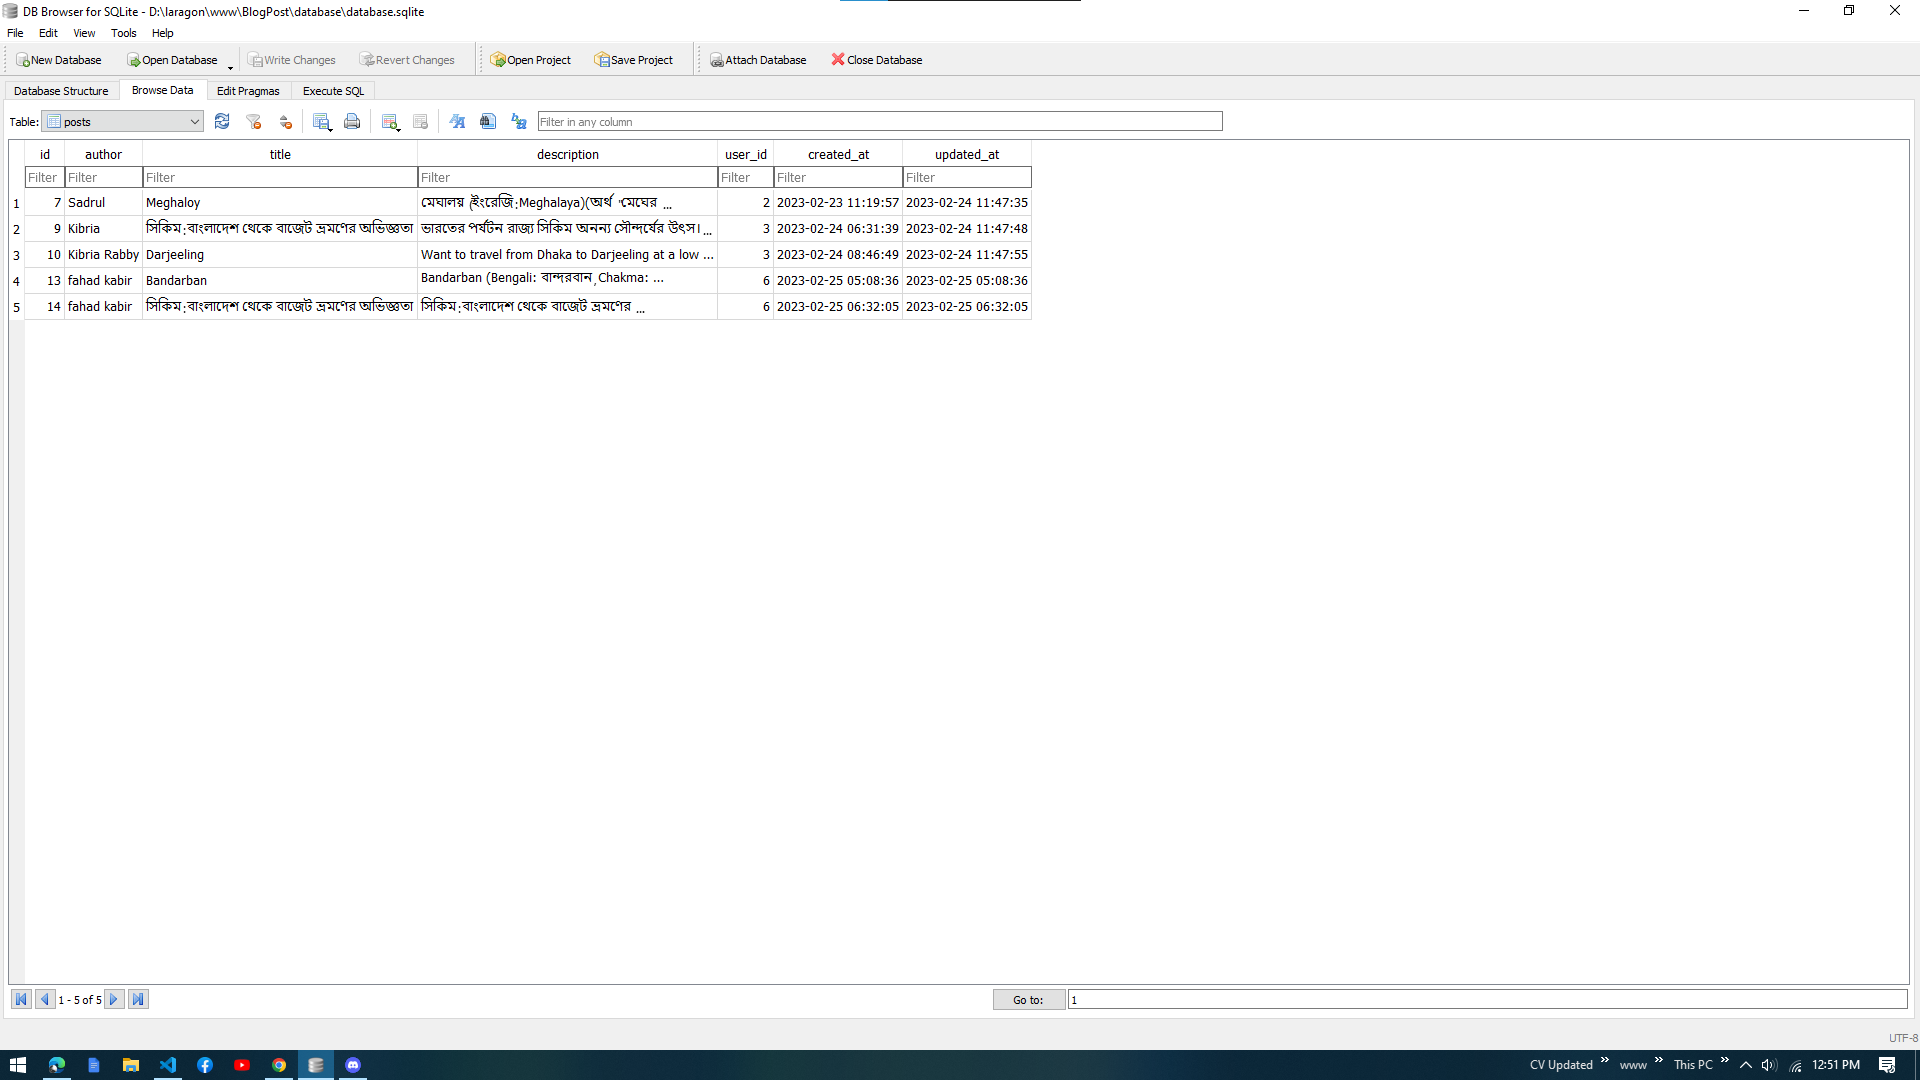 DB Browser for SQLite - D:\laragon\www\BlogPost\database\database.sqlite
File Edit View Tools Help
New Database Open Database Write Changes Revert Changes Open Project Save Project Attach Database Close Database
Database Structure Browse Data Edit Pragmas Execute SQL
Table: posts Filter in any column
id author title description user_id created_at updated_at
Filter Filter Filter Filter Filter Filter Filter
1 7 Sadrul Meghaloy মেঘালয় (ইংরেজি:Meghalaya)(অর্থ "মেঘের ... 2 2023-02-23 11:19:57 2023-02-24 11:47:35
2 9 Kibria সিকিম:বাংলাদেশ থেকে বাজেট ভ্রমণের অভিজ্ঞতা ভারতের পর্যটন রাজ্য সিকিম অনন্য সৌন্দর্যের উৎস।... 3 2023-02-24 06:31:39 2023-02-24 11:47:48
3 10 Kibria Rabby Darjeeling Want to travel from Dhaka to Darjeeling at a low ... 3 2023-02-24 08:46:49 2023-02-24 11:47:55
4 13 fahad kabir Bandarban Bandarban (Bengali: বান্দরবান, Chakma: ... 6 2023-02-25 05:08:36 2023-02-25 05:08:36
5 14 fahad kabir সিকিম:বাংলাদেশ থেকে বাজেট ভ্রমণের অভিজ্ঞতা সিকিম:বাংলাদেশ থেকে বাজেট ভ্রমণের ... 6 2023-02-25 06:32:05 2023-02-25 06:32:05
1 - 5 of 5 Go to: 1
UTF-8
CV Updated www This PC 12:51 PM